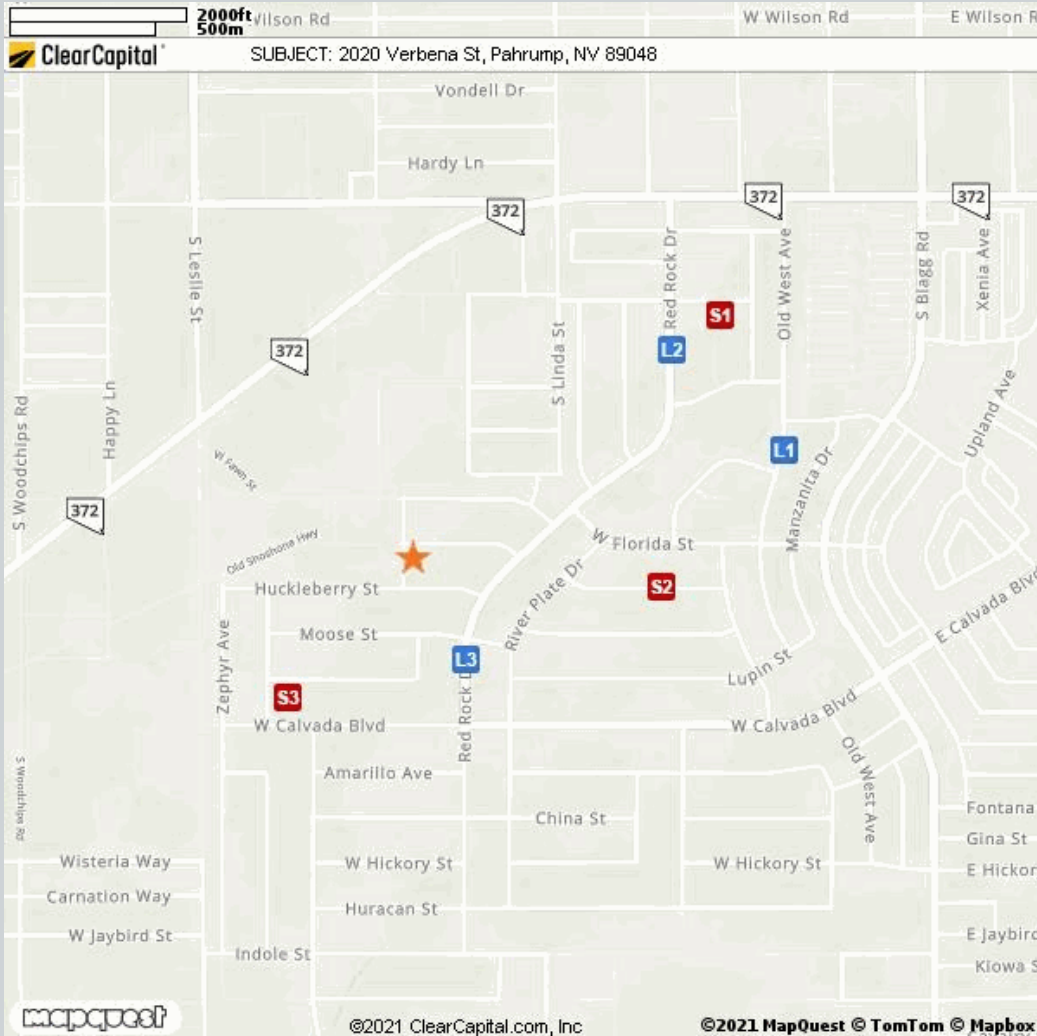 2000ft
500m
Wilson Rd
W Wilson Rd
E Wilson R
ClearCapital
SUBJECT: 2020 Verbena St, Pahrump, NV 89048
Vondell Dr
Hardy Ln
372
372
372
S Leslie St
Red Rock Dr
Old West Ave
S Blagg Rd
Xenia Ave
S1
L2
372
S Linda St
Happy Ln
S Woodchips Rd
Upland Ave
L1
Manzanita Dr
Vi Fawn St
372
Old Shoshone Hwy
W Florida St
Huckleberry St
River Plate Dr
S2
E Calvada Blvd
Moose St
L3
Zephyr Ave
Lupin St
S3
Red Rock D
W Calvada Blvd
W Calvada Blvd
Amarillo Ave
Old West Ave
S Woodchips Rd
China St
Fontana
Gina St
Wisteria Way
W Hickory St
W Hickory St
E Hickor
Carnation Way
Huracan St
W Jaybird St
E Jaybird
Indole St
Kiowa S
mapquest
©2021 ClearCapital.com, Inc
©2021 MapQuest © TomTom © Mapbox